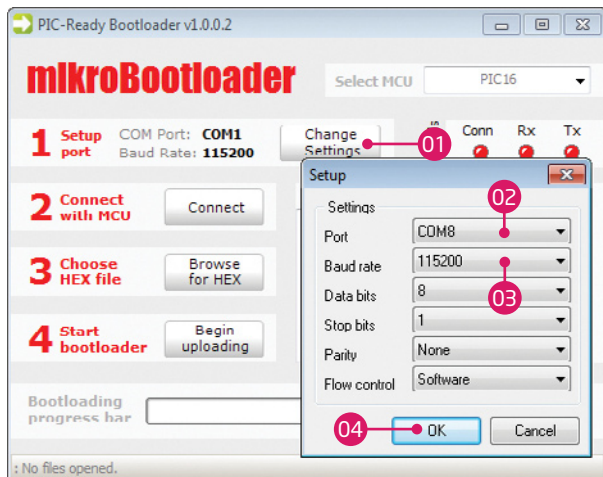 PIC-Ready Bootloader v1.0.0.2
mIkroBootloader
Select MCU PIC16
1 Setup port COM Port: COM1 Baud Rate: 115200
Change Settings 01
Conn Rx Tx
2 Connect with MCU Connect
3 Choose HEX file Browse for HEX
4 Start bootloader Begin uploading
Bootloading progress bar
: No files opened.
Setup
Settings
Port COM8 02
Baud rate 115200 03
Data bits 8
Stop bits 1
Parity None
Flow control Software
04 OK Cancel